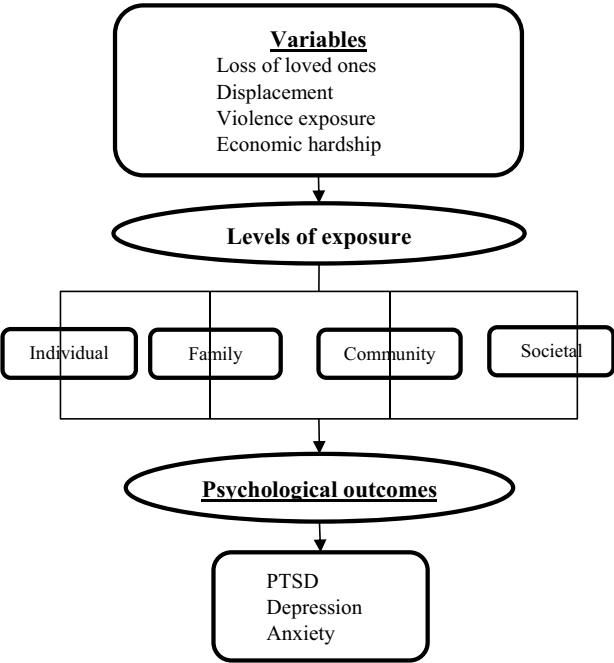 Variables
Loss of loved ones
Displacement
Violence exposure
Economic hardship
Levels of exposure
Individual
Family
Community
Societal
Psychological outcomes
PTSD
Depression
Anxiety